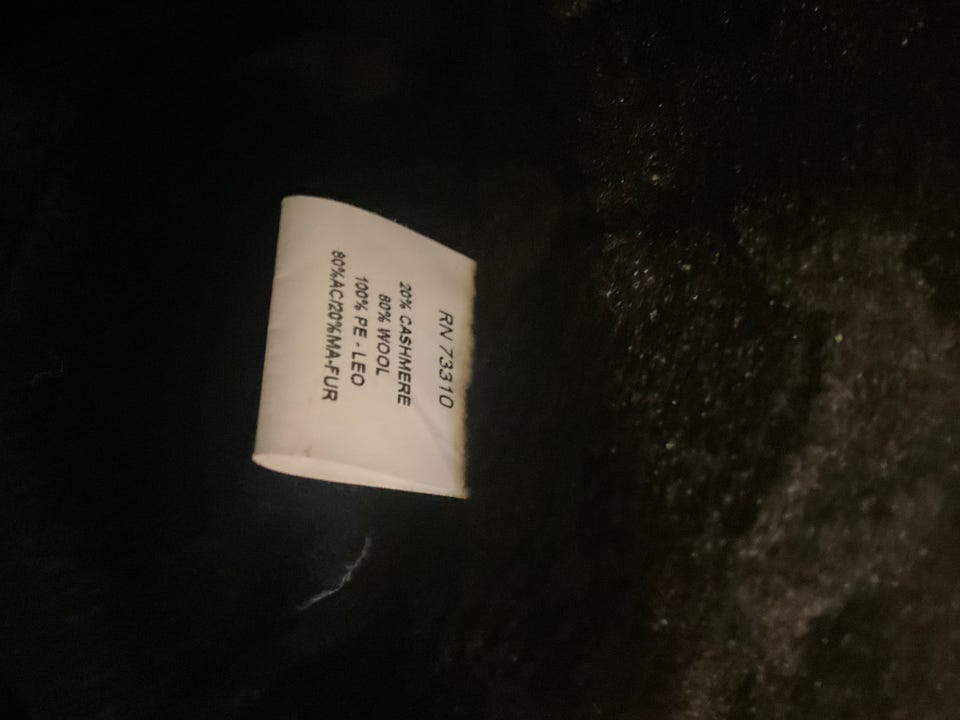 RN 73310
20% CASHMERE
80% WOOL
100% PE - LEO
80%AC/20%MA-FUR